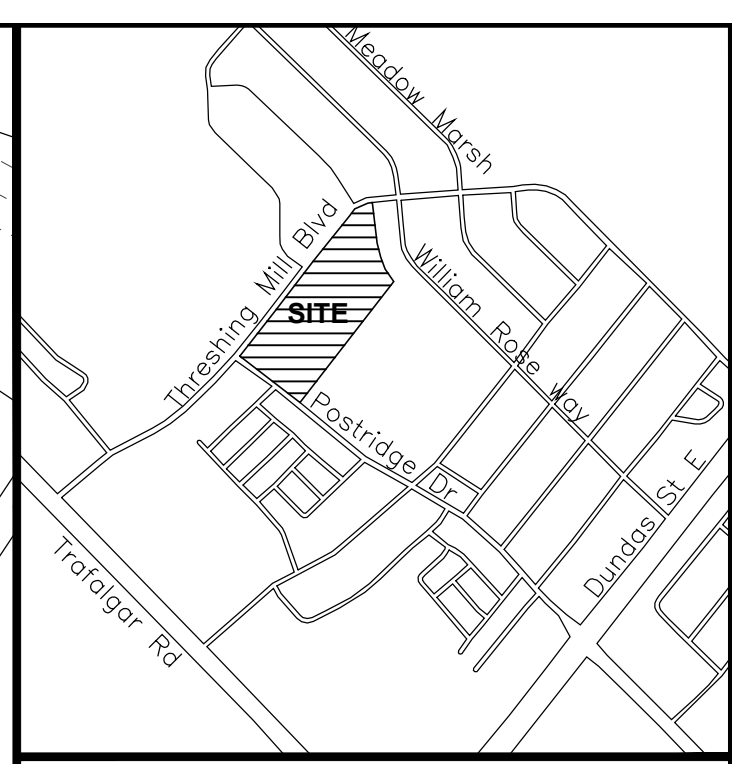 Meadow Marsh
Threshing Mill Blvd
William Rose way
SITE
Postridge Dr
Dundas St E
Trafalgar Rd